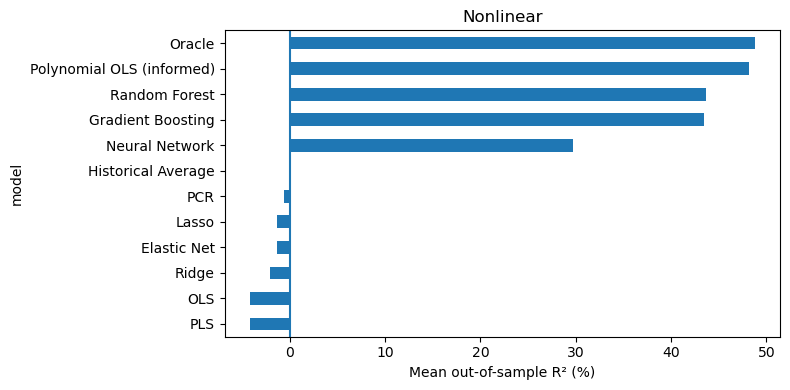 Nonlinear
Oracle
Polynomial OLS (informed)
Random Forest
Gradient Boosting
Neural Network
Historical Average
PCR
Lasso
Elastic Net
Ridge
OLS
PLS
model
0 10 20 30 40 50
Mean out-of-sample R² (%)